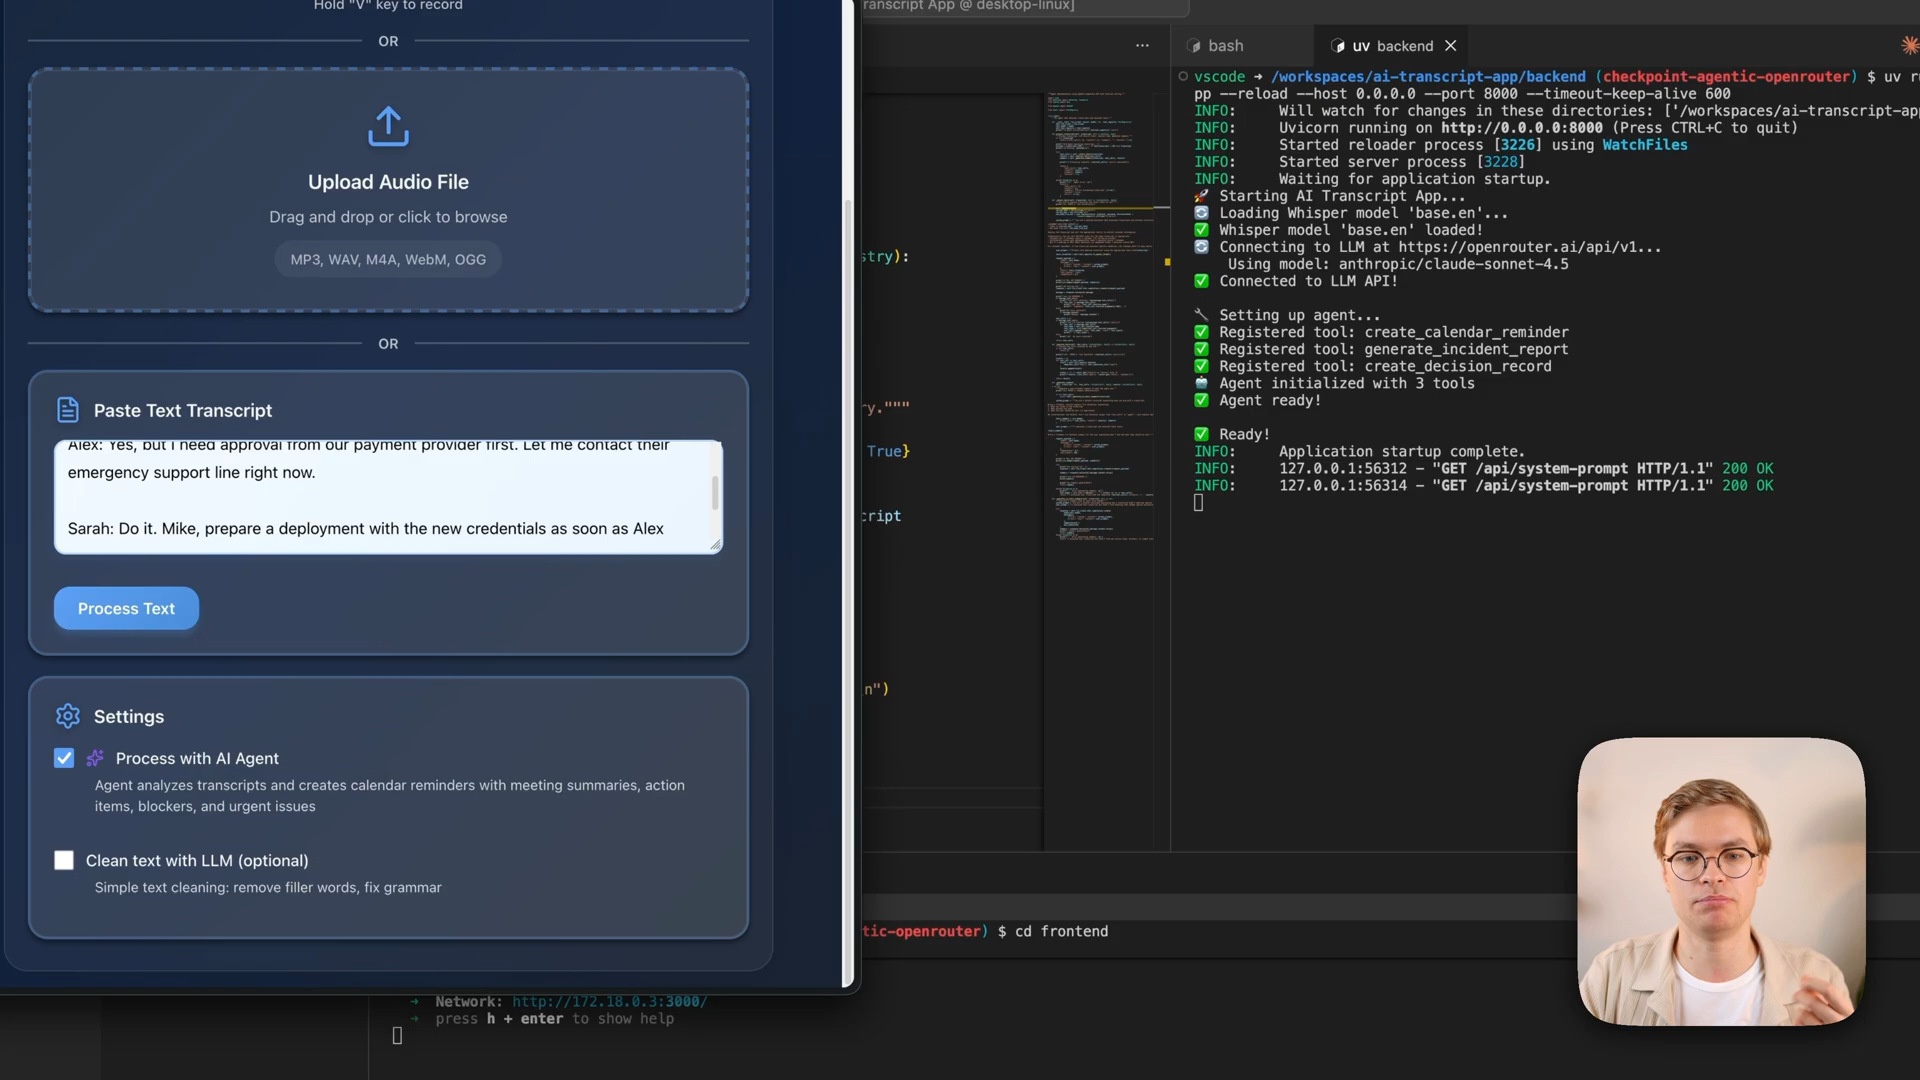 Hold "V" key to record
OR
Upload Audio File
Drag and drop or click to browse
MP3, WAV, M4A, WebM, OGG
OR
Paste Text Transcript
Alex: Yes, but I need approval from our payment provider first. Let me contact their
emergency support line right now.
Sarah: Do it. Mike, prepare a deployment with the new credentials as soon as Alex
Process Text
Settings
Process with AI Agent
Agent analyzes transcripts and creates calendar reminders with meeting summaries, action
items, blockers, and urgent issues
Clean text with LLM (optional)
Simple text cleaning: remove filler words, fix grammar
ranscript App @ desktop-linux]
stry):
ry."""
True}
cript
n")
tic-openrouter) $ cd frontend
➜ Network: http://172.18.0.3:3000/
➜ press h + enter to show help
bash
uv backend
vscode ➜ /workspaces/ai-transcript-app/backend (checkpoint-agentic-openrouter) $ uv ru
pp --reload --host 0.0.0.0 --port 8000 --timeout-keep-alive 600
INFO: Will watch for changes in these directories: ['/workspaces/ai-transcript-app
INFO: Uvicorn running on http://0.0.0.0:8000 (Press CTRL+C to quit)
INFO: Started reloader process [3226] using WatchFiles
INFO: Started server process [3228]
INFO: Waiting for application startup.
🚀 Starting AI Transcript App...
🔄 Loading Whisper model 'base.en'...
✅ Whisper model 'base.en' loaded!
🔄 Connecting to LLM at https://openrouter.ai/api/v1...
Using model: anthropic/claude-sonnet-4.5
✅ Connected to LLM API!
🔧 Setting up agent...
✅ Registered tool: create_calendar_reminder
✅ Registered tool: generate_incident_report
✅ Registered tool: create_decision_record
🤖 Agent initialized with 3 tools
✅ Agent ready!
✅ Ready!
INFO: Application startup complete.
INFO: 127.0.0.1:56312 - "GET /api/system-prompt HTTP/1.1" 200 OK
INFO: 127.0.0.1:56314 - "GET /api/system-prompt HTTP/1.1" 200 OK